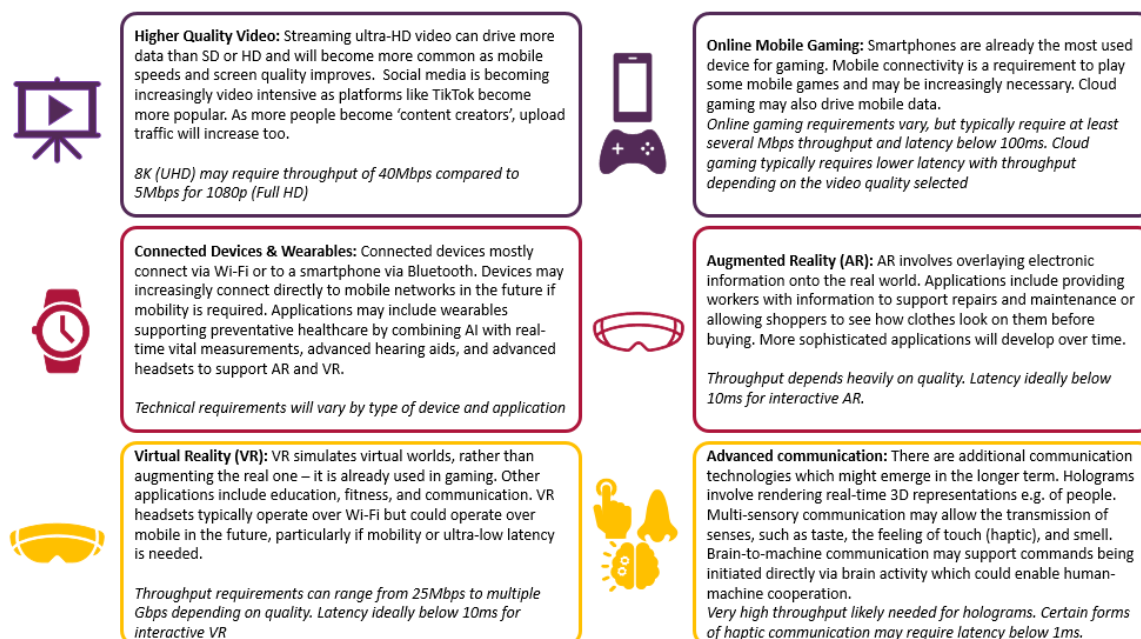 Higher Quality Video: Streaming ultra-HD video can drive more
data than SD or HD and will become more common as mobile
speeds and screen quality improves.  Social media is becoming
increasingly video intensive as platforms like TikTok become
more popular. As more people become ‘content creators’, upload
traffic will increase too.
8K (UHD) may require throughput of 40Mbps compared to
5Mbps for 1080p (Full HD)
Online Mobile Gaming: Smartphones are already the most used
device for gaming. Mobile connectivity is a requirement to play
some mobile games and may be increasingly necessary. Cloud
gaming may also drive mobile data.
Online gaming requirements vary, but typically require at least
several Mbps throughput and latency below 100ms. Cloud
gaming typically requires lower latency with throughput
depending on the video quality selected
Connected Devices & Wearables: Connected devices mostly
connect via Wi-Fi or to a smartphone via Bluetooth. Devices may
increasingly connect directly to mobile networks in the future if
mobility is required. Applications may include wearables
supporting preventative healthcare by combining AI with real-
time vital measurements, advanced hearing aids, and advanced
headsets to support AR and VR.
Technical requirements will vary by type of device and application
Augmented Reality (AR): AR involves overlaying electronic
information onto the real world. Applications include providing
workers with information to support repairs and maintenance or
allowing shoppers to see how clothes look on them before
buying. More sophisticated applications will develop over time.
Throughput depends heavily on quality. Latency ideally below
10ms for interactive AR.
Virtual Reality (VR): VR simulates virtual worlds, rather than
augmenting the real one – it is already used in gaming. Other
applications include education, fitness, and communication. VR
headsets typically operate over Wi-Fi but could operate over
mobile in the future, particularly if mobility or ultra-low latency
is needed.
Throughput requirements can range from 25Mbps to multiple
Gbps depending on quality. Latency ideally below 10ms for
interactive VR
Advanced communication: There are additional communication
technologies which might emerge in the longer term. Holograms
involve rendering real-time 3D representations e.g. of people.
Multi-sensory communication may allow the transmission of
senses, such as taste, the feeling of touch (haptic), and smell.
Brain-to-machine communication may support commands being
initiated directly via brain activity which could enable human-
machine cooperation.
Very high throughput likely needed for holograms. Certain forms
of haptic communication may require latency below 1ms.